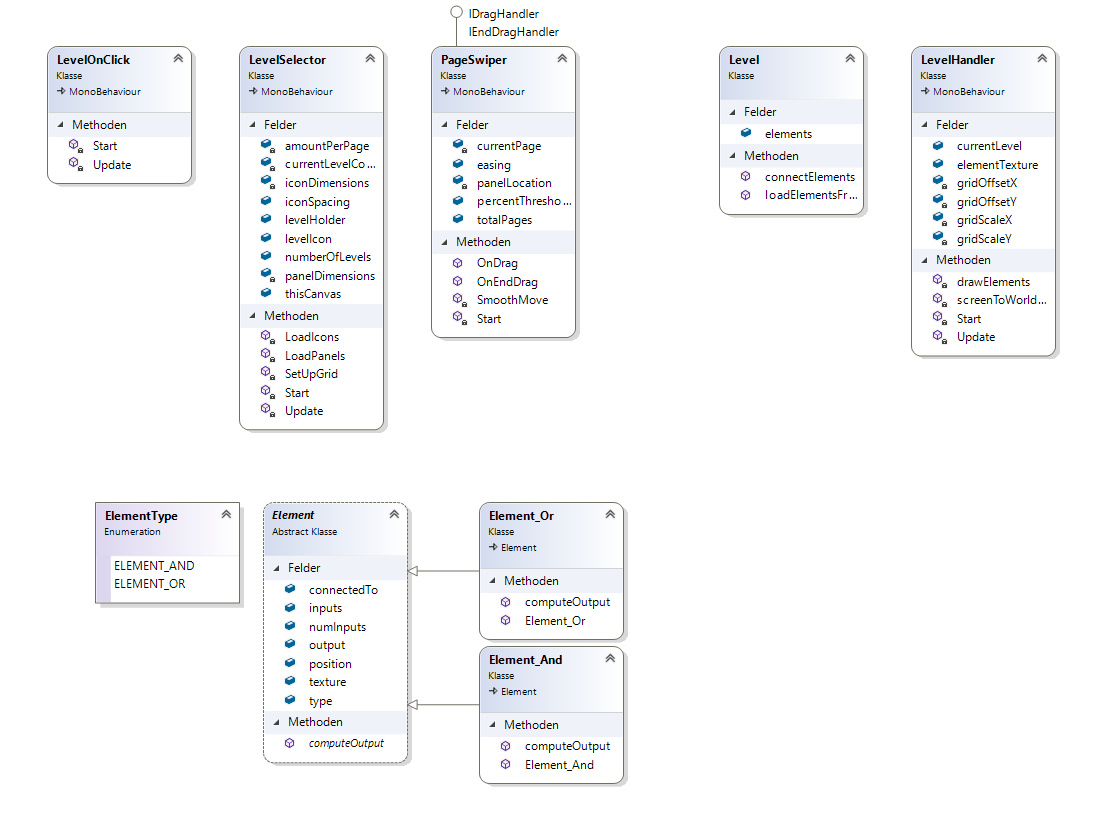 IDragHandler
IEndDragHandler
LevelOnClick
Klasse
MonoBehaviour
Methoden
Start
Update
LevelSelector
Klasse
MonoBehaviour
Felder
amountPerPage
currentLevelCo...
iconDimensions
iconSpacing
levelHolder
levelIcon
numberOfLevels
panelDimensions
thisCanvas
Methoden
LoadIcons
LoadPanels
SetUpGrid
Start
Update
PageSwiper
Klasse
MonoBehaviour
Felder
currentPage
easing
panelLocation
percentThresho...
totalPages
Methoden
OnDrag
OnEndDrag
SmoothMove
Start
Level
Klasse
Felder
elements
Methoden
connectElements
loadElementsFr...
LevelHandler
Klasse
MonoBehaviour
Felder
currentLevel
elementTexture
gridOffsetX
gridOffsetY
gridScaleX
gridScaleY
Methoden
drawElements
screenToWorld...
Start
Update
ElementType
Enumeration
ELEMENT_AND
ELEMENT_OR
Element
Abstract Klasse
Felder
connectedTo
inputs
numInputs
output
position
texture
type
Methoden
computeOutput
Element_Or
Klasse
Element
Methoden
computeOutput
Element_Or
Element_And
Klasse
Element
Methoden
computeOutput
Element_And